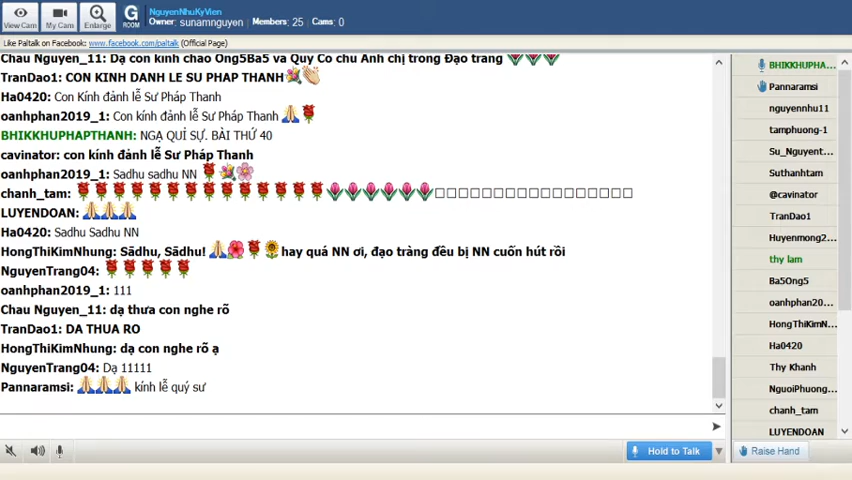 View Cam
My Cam
Enlarge
G
ROOM
NguyenNhuKyVien
Owner: sunamnguyen Members: 25 Cams: 0
Like Paltalk on Facebook: www.facebook.com/paltalk (Official Page)
Chau Nguyen_11: Dạ con kính chào Ong5Ba5 và Quý Cô chú Anh chị trong Đạo tràng
TranDao1: CON KINH DANH LE SU PHAP THANH
Ha0420: Con Kính đảnh lễ Sư Pháp Thanh
oanhphan2019_1: Con kính đảnh lễ Sư Pháp Thanh
BHIKKHUPHAPTHANH: NGẠ QUỈ SỰ. BÀI THỨ 40
cavinator: con kính đảnh lễ Sư Pháp Thanh
oanhphan2019_1: Sadhu sadhu NN
chanh_tam:
LUYENDOAN:
Ha0420: Sadhu Sadhu NN
HongThiKimNhung: Sādhu, Sādhu! hay quá NN ơi, đạo tràng đều bị NN cuốn hút rồi
NguyenTrang04:
oanhphan2019_1: 111
Chau Nguyen_11: dạ thưa con nghe rõ
TranDao1: DA THUA RO
HongThiKimNhung: dạ con nghe rõ ạ
NguyenTrang04: Dạ 11111
Pannaramsi: kính lễ quý sư
BHIKKHUPHA...
Pannaramsi
nguyennhu11
tamphuong-1
Su_Nguyent...
Suthanhtam
@cavinator
TranDao1
Huyenmong2...
thy lam
Ba5Ong5
oanhphan20...
HongThiKimN...
Ha0420
Thy Khanh
NguoiPhuong...
chanh_tam
LUYENDOAN
Hold to Talk
Raise Hand